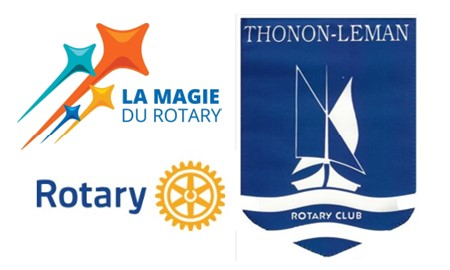 LA MAGIE
DU ROTARY
Rotary
THONON-LEMAN
ROTARY CLUB